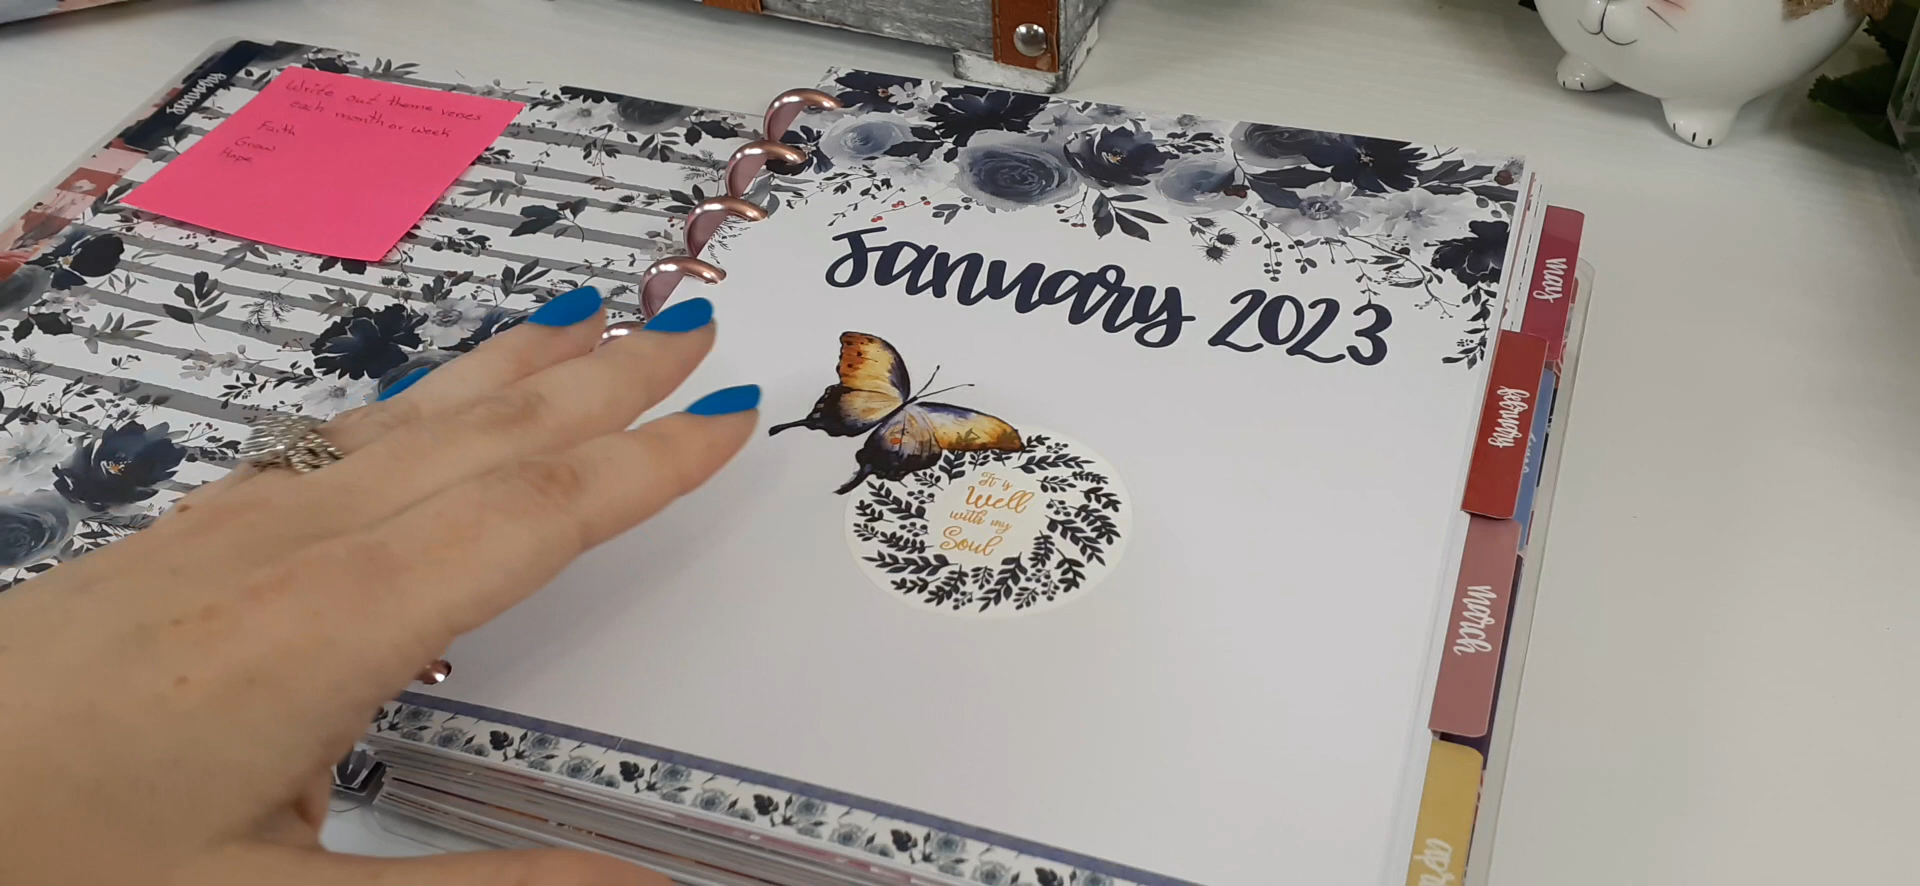 January
Write out theme verses
each month or week
Faith
Grow
Hope
January 2023
It is
Well
with my
Soul
may
february
march